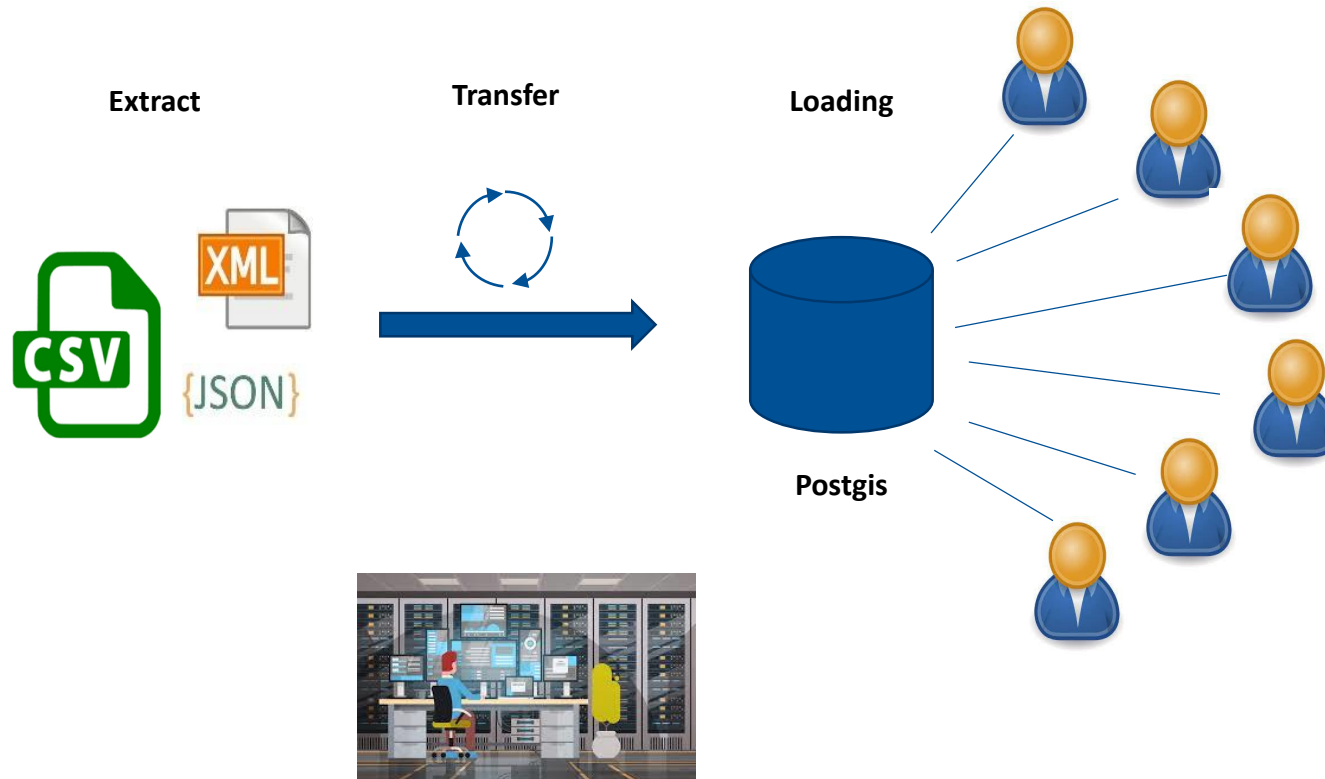 Extract
Transfer
Loading
XML
CSV
{JSON}
Postgis